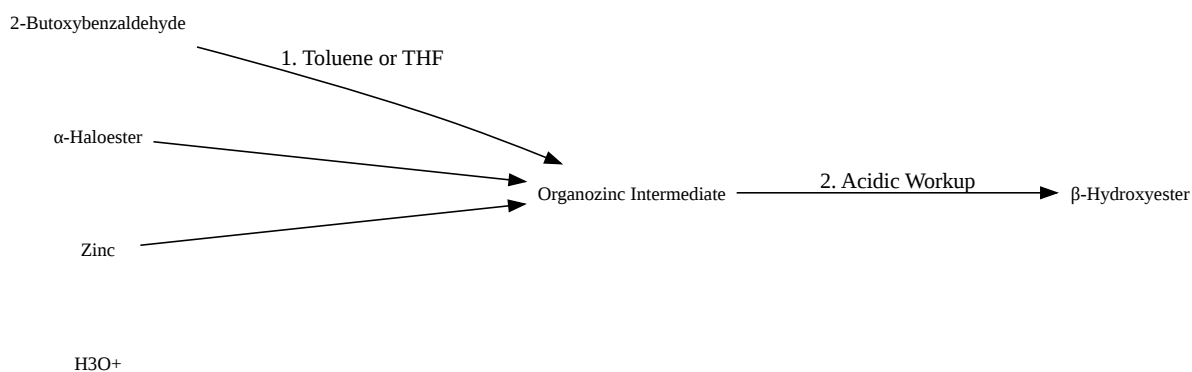 2-Butoxybenzaldehyde
1. Toluene or THF
α-Haloester
Organozinc Intermediate
2. Acidic Workup
β-Hydroxyester
Zinc
H3O+